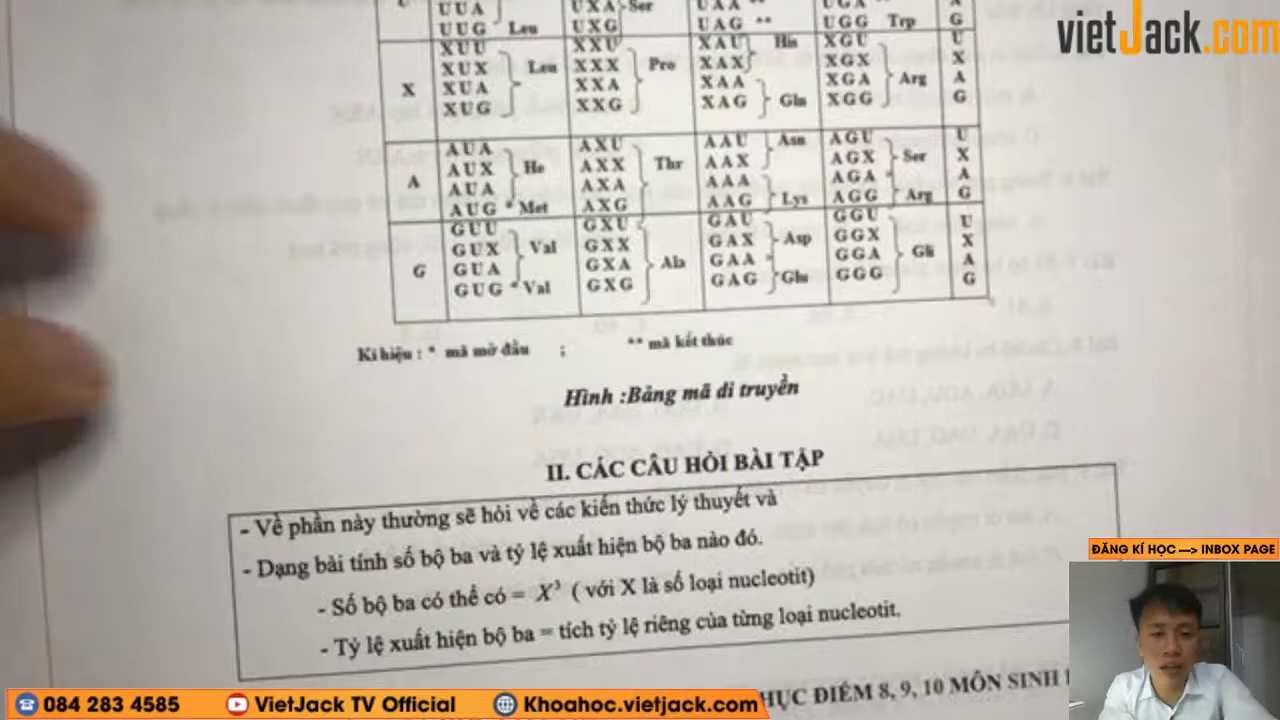 vietJack.com
UUA UXA Ser UAA ** UGA
UUG Leu UXG UAG ** UGG Trp G
XUU XXU XAU His XGU U
XUX Leu XXX Pro XAX XGX Arg X
X XUA XXA XAA XGA A
XUG XXG XAG Gln XGG G
AUA AXU AAU Asn AGU U
AUX He AXX Thr AAX AGX Ser X
A AUA AXA AAA AGA A
AUG * Met AXG AAG Lys AGG Arg G
GUU GXU GAU GGU U
GUX Val GXX GAX Asp GGX X
G GUA GXA Ala GAA GGA Gli A
GUG * Val GXG GAG Glu GGG G
Kí hiệu : * mã mở đầu ; ** mã kết thúc
Hình :Bảng mã di truyền
II. CÁC CÂU HỎI BÀI TẬP
- Về phần này thường sẽ hỏi về các kiến thức lý thuyết và
- Dạng bài tính số bộ ba và tỷ lệ xuất hiện bộ ba nào đó.
- Số bộ ba có thể có = X³ ( với X là số loại nucleotit)
- Tỷ lệ xuất hiện bộ ba = tích tỷ lệ riêng của từng loại nucleotit.
ĐĂNG KÍ HỌC —> INBOX PAGE
HỤC ĐIỂM 8, 9, 10 MÔN SINH
084 283 4585 VietJack TV Official Khoahoc.vietjack.com